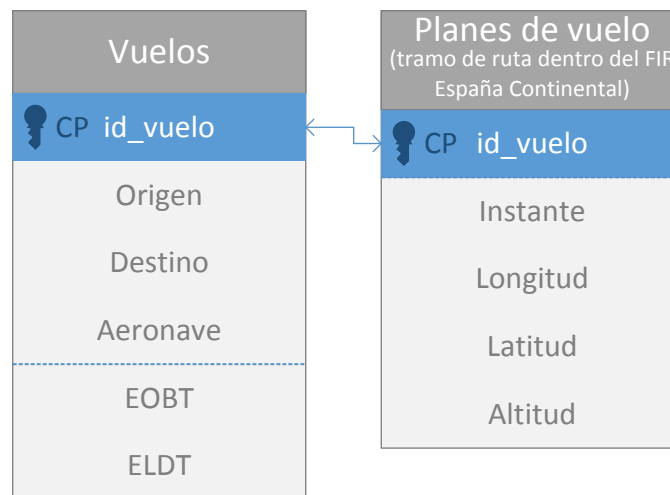 Vuelos
CP id_vuelo
Origen
Destino
Aeronave
EOBT
ELDT
Planes de vuelo
(tramo de ruta dentro del FIR
España Continental)
CP id_vuelo
Instante
Longitud
Latitud
Altitud